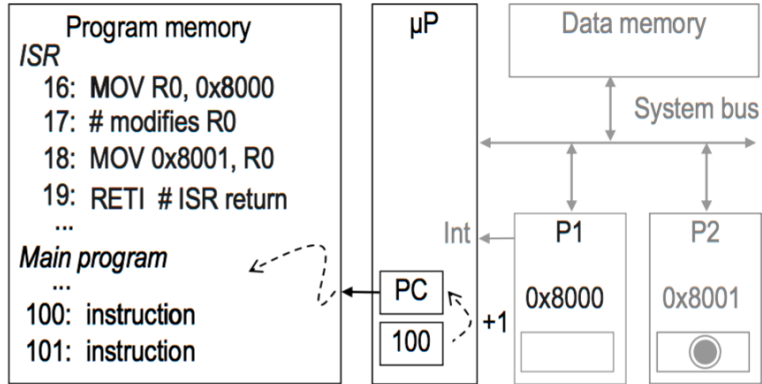 Program memory
ISR
16: MOV R0, 0x8000
17: # modifies R0
18: MOV 0x8001, R0
19: RETI # ISR return
...
Main program
...
100: instruction
101: instruction
μP
PC
100
+1
Int
Data memory
System bus
P1
0x8000
P2
0x8001